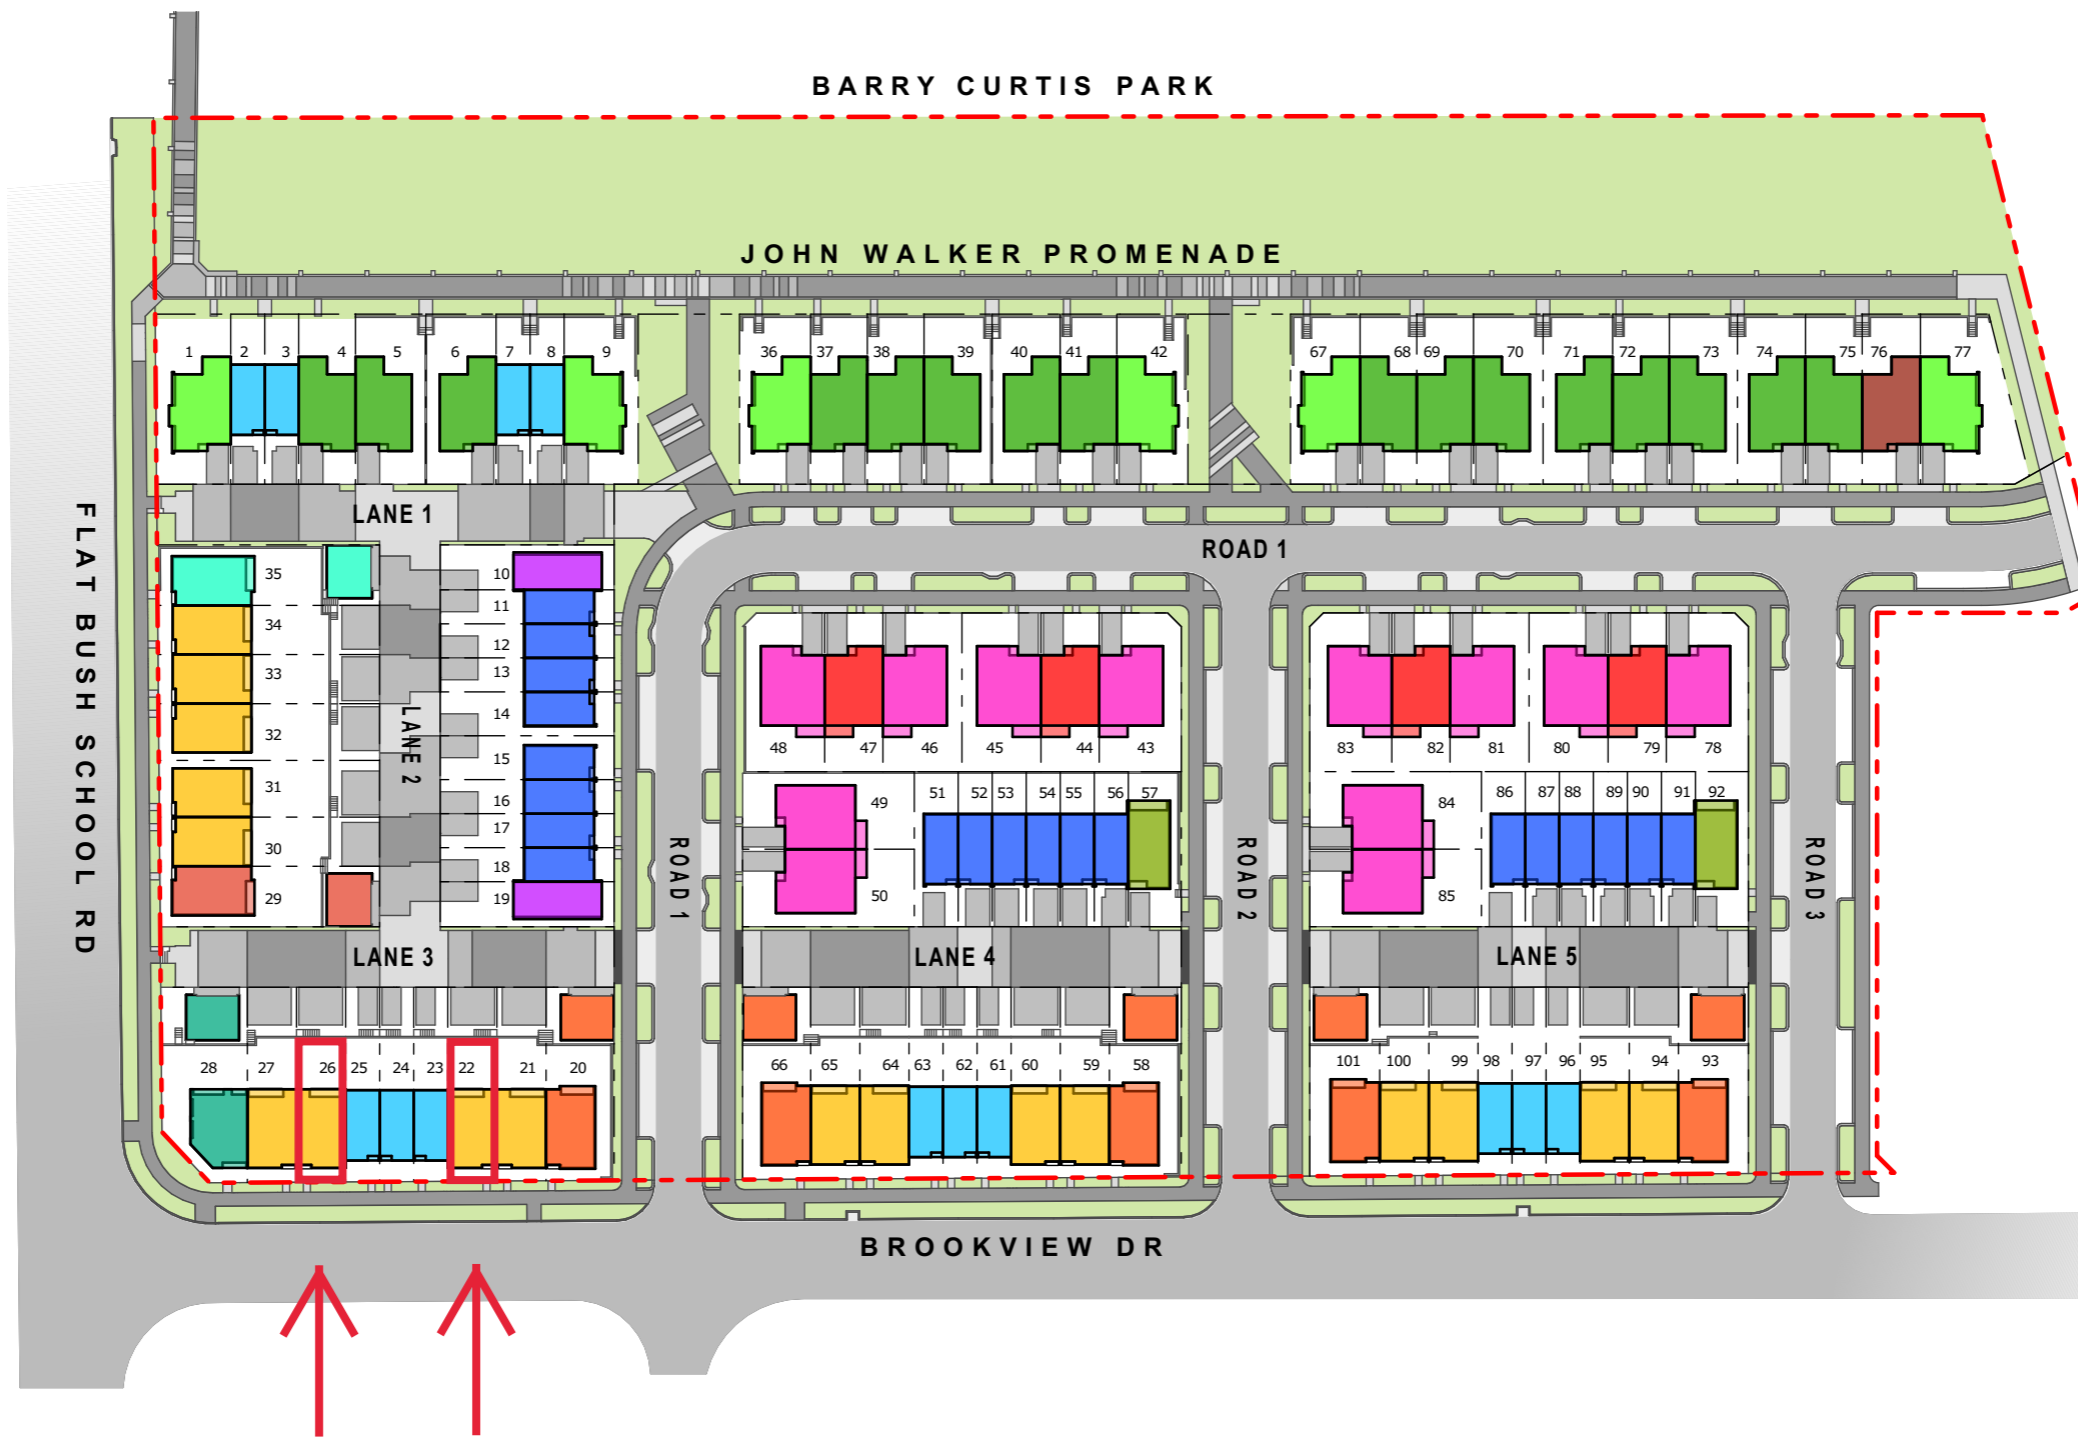 BARRY CURTIS PARK
JOHN WALKER PROMENADE
1 2 3 4 5 6 7 8 9 36 37 38 39 40 41 42 67 68 69 70 71 72 73 74 75 76 77
LANE 1
ROAD 1
FLAT BUSH SCHOOL RD
35 10
34 11
12
33 13
32 14
LANE 2
15
31 16
30 17
18
29 19
48 47 46 45 44 43 83 82 81 80 79 78
49 51 52 53 54 55 56 57 84 86 87 88 89 90 91 92
50 85
ROAD 1
ROAD 2
ROAD 3
LANE 3 LANE 4 LANE 5
28 27 26 25 24 23 22 21 20 66 65 64 63 62 61 60 59 58 101 100 99 98 97 96 95 94 93
BROOKVIEW DR